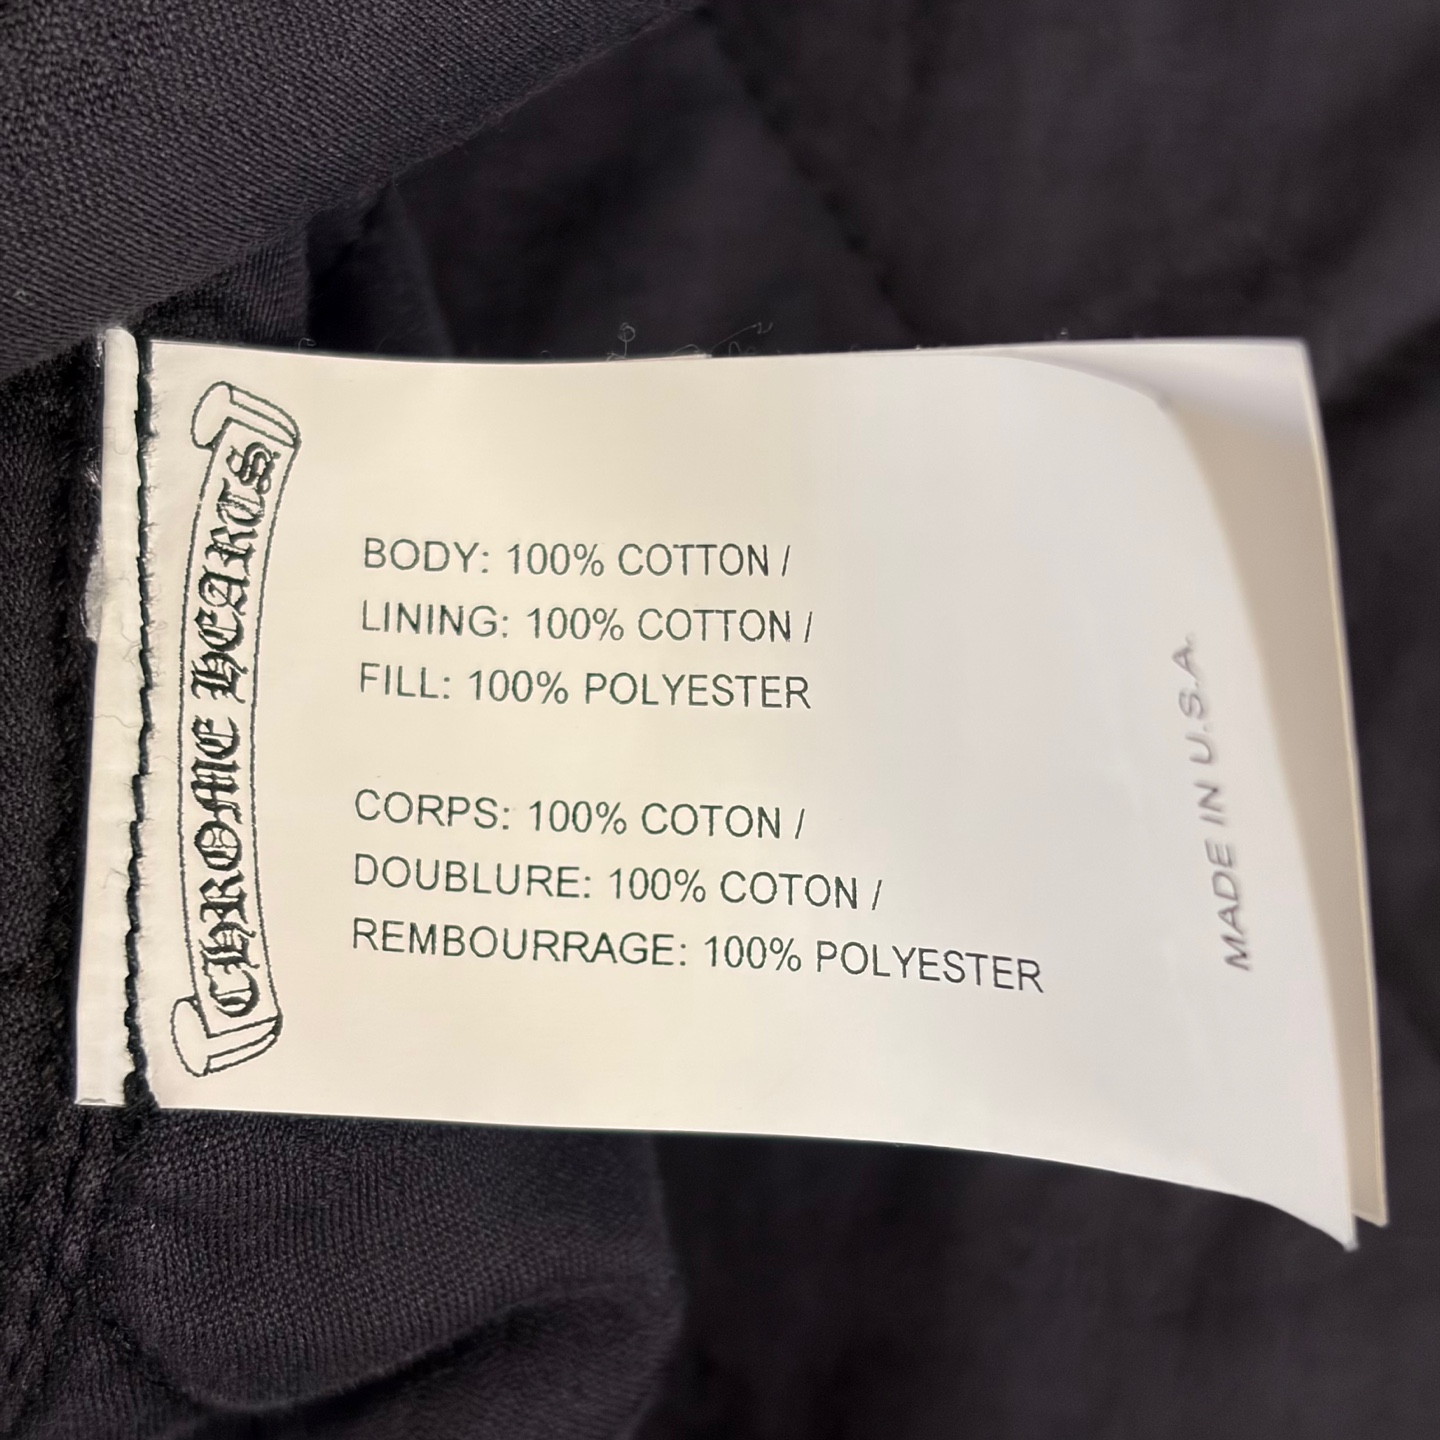 CHROME HEARTS
BODY: 100% COTTON /
LINING: 100% COTTON /
FILL: 100% POLYESTER
CORPS: 100% COTON /
DOUBLURE: 100% COTON /
REMBOURRAGE: 100% POLYESTER
MADE IN U.S.A.